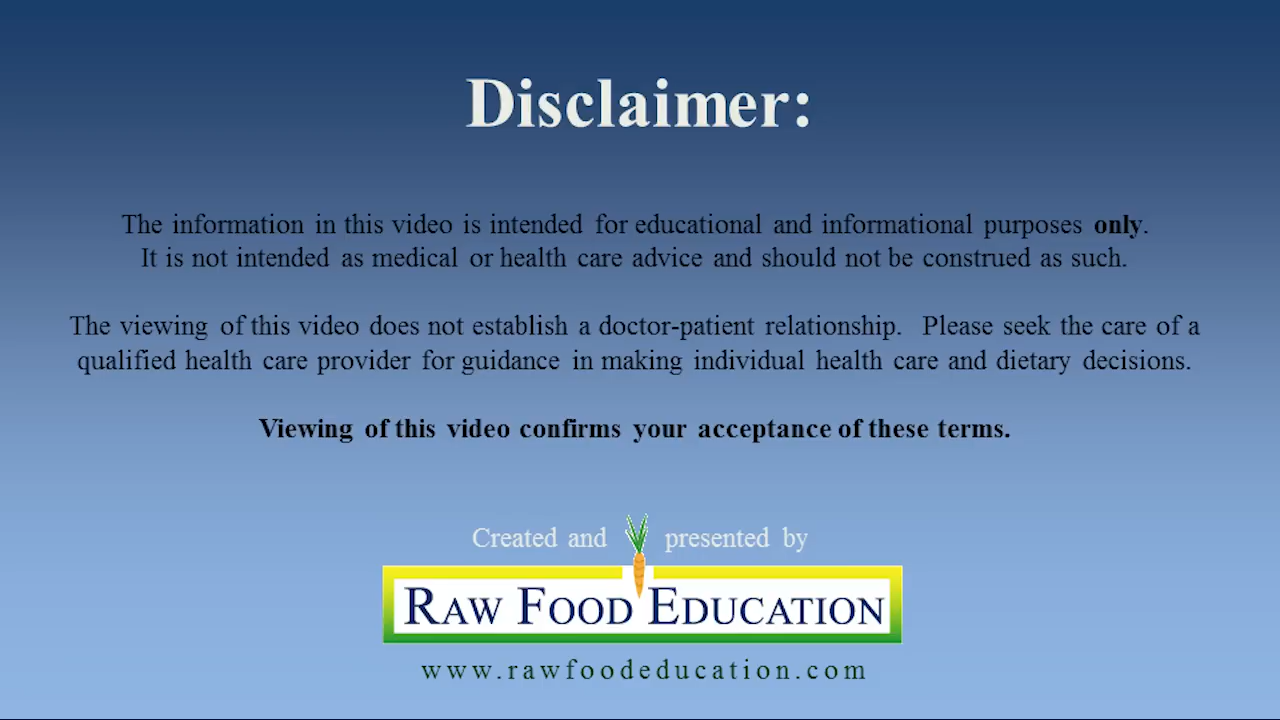 Disclaimer:
The information in this video is intended for educational and informational purposes only.
It is not intended as medical or health care advice and should not be construed as such.
The viewing of this video does not establish a doctor-patient relationship.  Please seek the care of a
qualified health care provider for guidance in making individual health care and dietary decisions.
Viewing of this video confirms your acceptance of these terms.
Created and presented by
RAW FOOD EDUCATION
www.rawfoodeducation.com